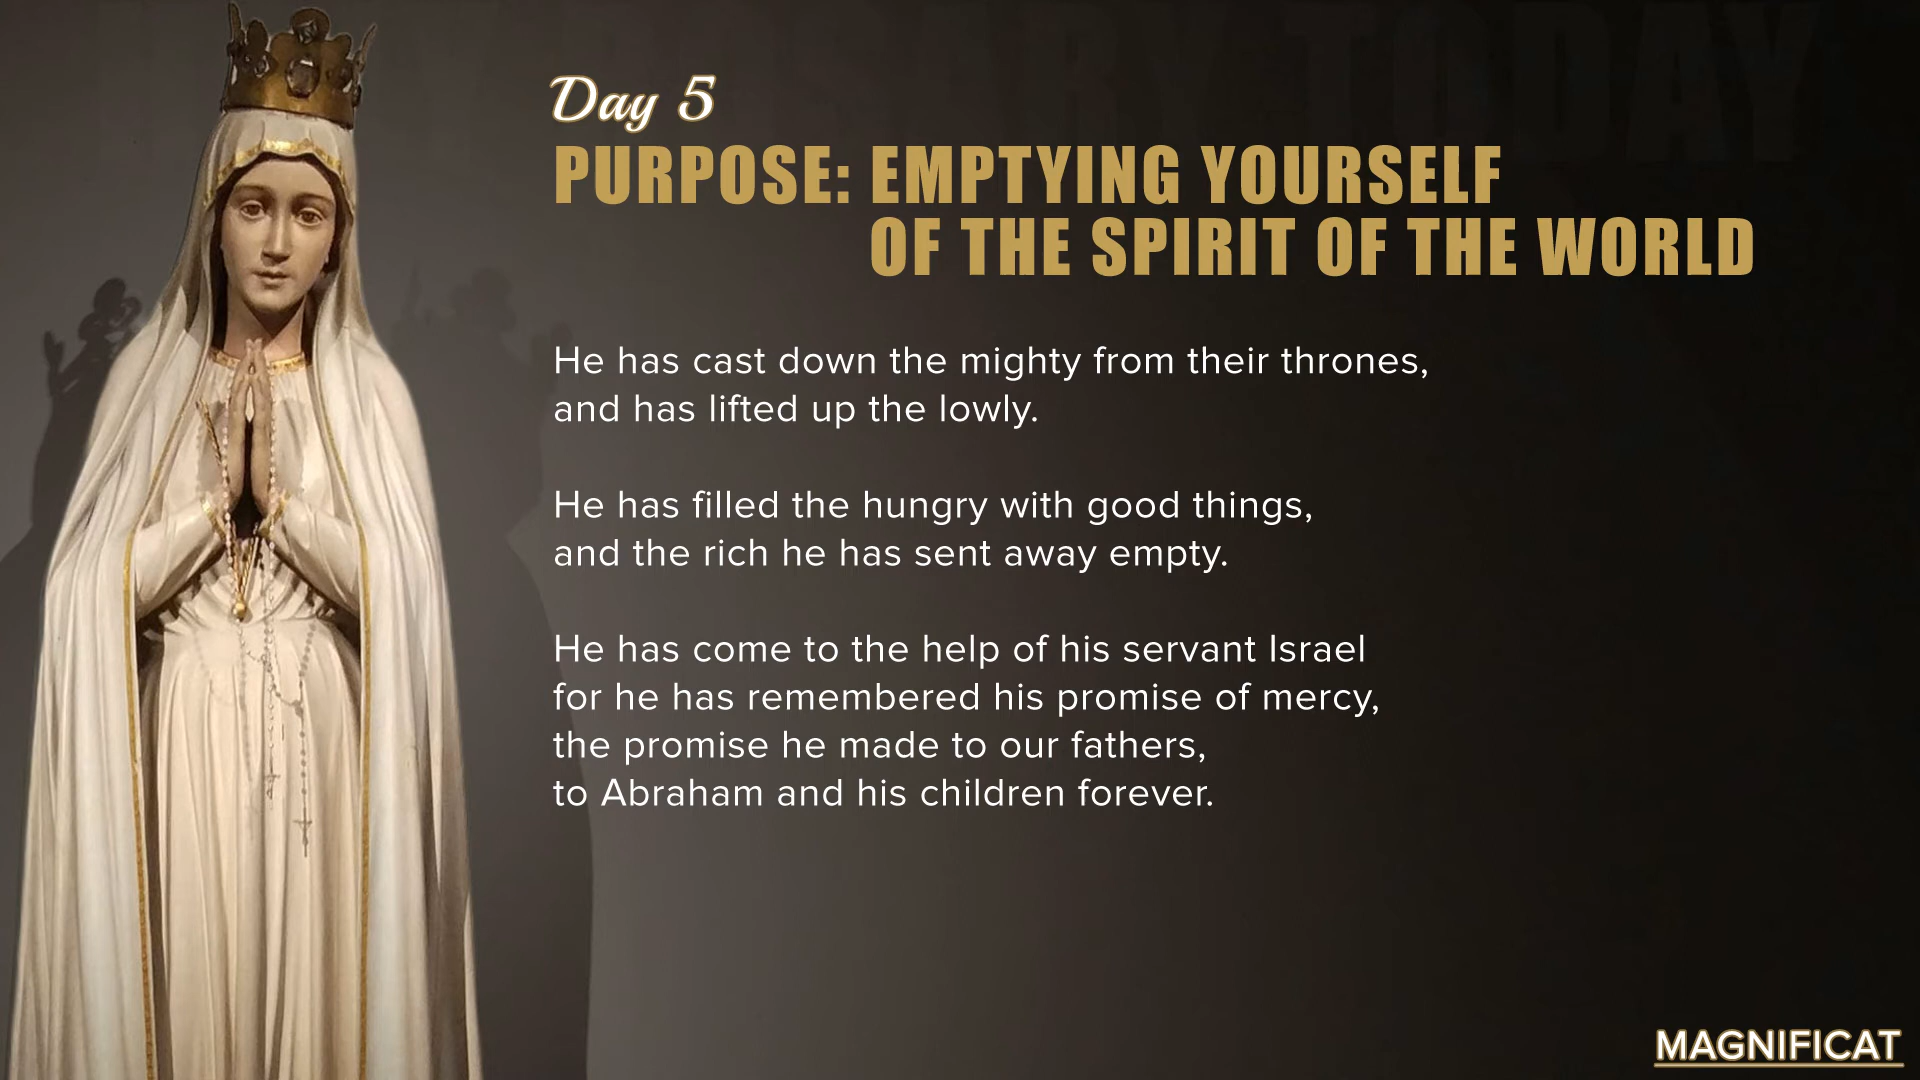 Day 5
PURPOSE: EMPTYING YOURSELF
OF THE SPIRIT OF THE WORLD
He has cast down the mighty from their thrones,
and has lifted up the lowly.
He has filled the hungry with good things,
and the rich he has sent away empty.
He has come to the help of his servant Israel
for he has remembered his promise of mercy,
the promise he made to our fathers,
to Abraham and his children forever.
MAGNIFICAT